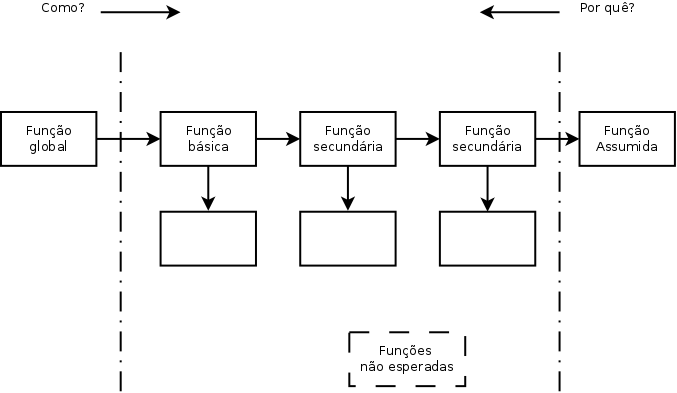 Como?
Por quê?
Função
global
Função
básica
Função
secundária
Função
secundária
Função
Assumida
Funções
não esperadas